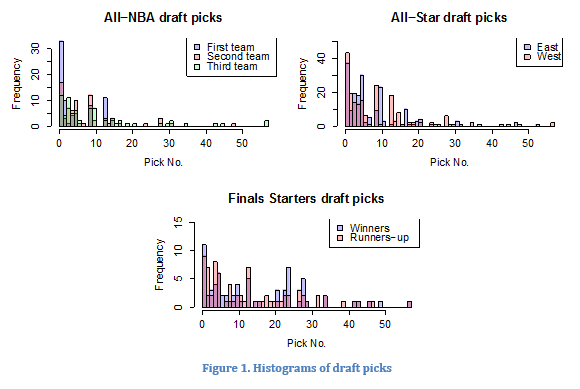 All-NBA draft picks
Frequency
0 10 20 30
First team
Second team
Third team
0 10 20 30 40 50
Pick No.
All-Star draft picks
Frequency
0 20 40
East
West
0 10 20 30 40 50
Pick No.
Finals Starters draft picks
Frequency
0 5 10 15
Winners
Runners-up
0 10 20 30 40 50
Pick No.
Figure 1. Histograms of draft picks